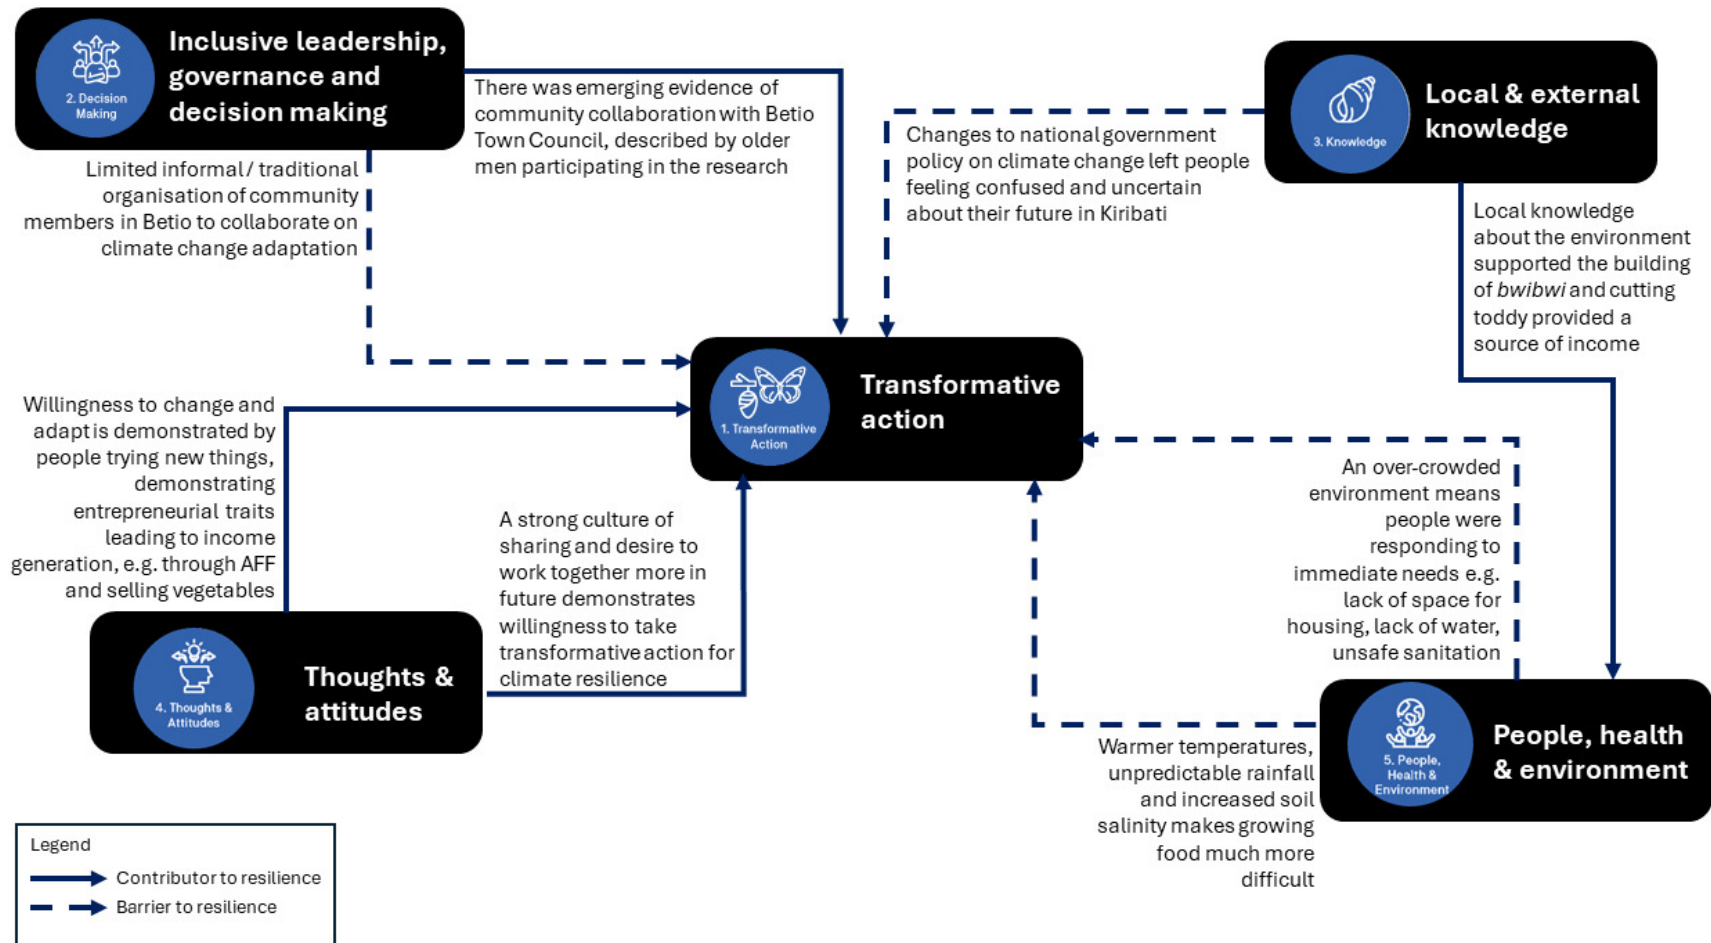 Inclusive leadership,
governance and
decision making
2. Decision
Making
There was emerging evidence of
community collaboration with Betio
Town Council, described by older
men participating in the research
Limited informal / traditional
organisation of community
members in Betio to collaborate on
climate change adaptation
Changes to national government
policy on climate change left people
feeling confused and uncertain
about their future in Kiribati
Local & external
knowledge
3. Knowledge
Local knowledge
about the environment
supported the building
of bwibwi and cutting
toddy provided a
source of income
Transformative
action
1. Transformative
Action
Willingness to change and
adapt is demonstrated by
people trying new things,
demonstrating
entrepreneurial traits
leading to income
generation, e.g. through AFF
and selling vegetables
A strong culture of
sharing and desire to
work together more in
future demonstrates
willingness to take
transformative action for
climate resilience
Thoughts &
attitudes
4. Thoughts &
Attitudes
An over-crowded
environment means
people were
responding to
immediate needs e.g.
lack of space for
housing, lack of water,
unsafe sanitation
Warmer temperatures,
unpredictable rainfall
and increased soil
salinity makes growing
food much more
difficult
People, health
& environment
5. People,
Health &
Environment
Legend
Contributor to resilience
Barrier to resilience